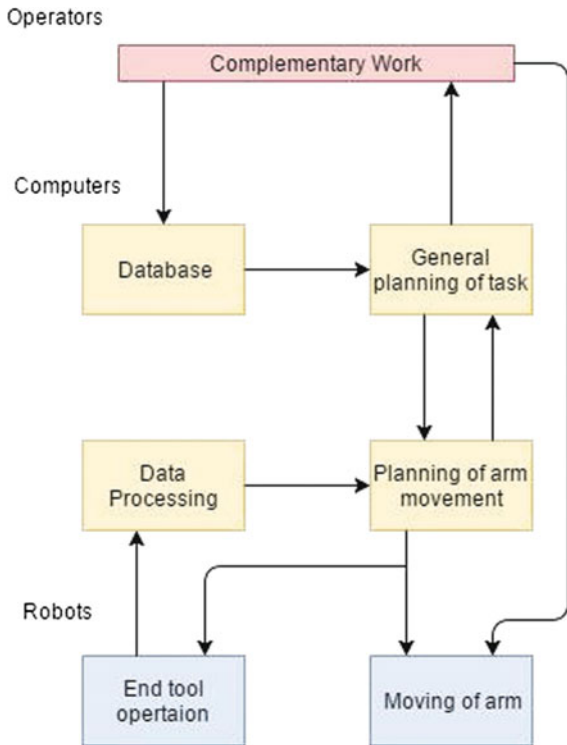 Operators
Complementary Work
Computers
Database
General
planning of task
Data
Processing
Planning of arm
movement
Robots
End tool
opertaion
Moving of arm